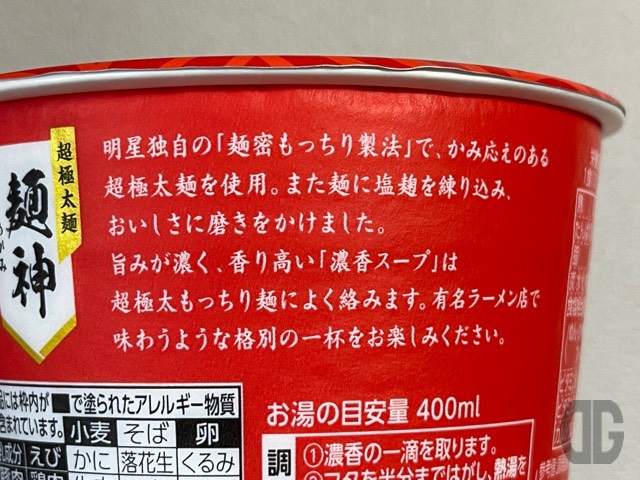 明星独自の「麺密もっちり製法」で、かみ応えのある
超極太麺を使用。また麺に塩麹を練り込み、
おいしさに磨きをかけました。
旨みが濃く、香り高い「濃香スープ」は
超極太もっちり麺によく絡みます。有名ラーメン店で
味わうような格別の一杯をお楽しみください。
超極太麺
麺神
品には枠内が
含まれています。
■で塗られたアレルギー物質
小麦 そば 卵
乳成分 えび かに 落花生 くるみ
お湯の目安量 400ml
調
①濃香の一滴を取ります。
②フタを半分まではがし、熱湯を
DG